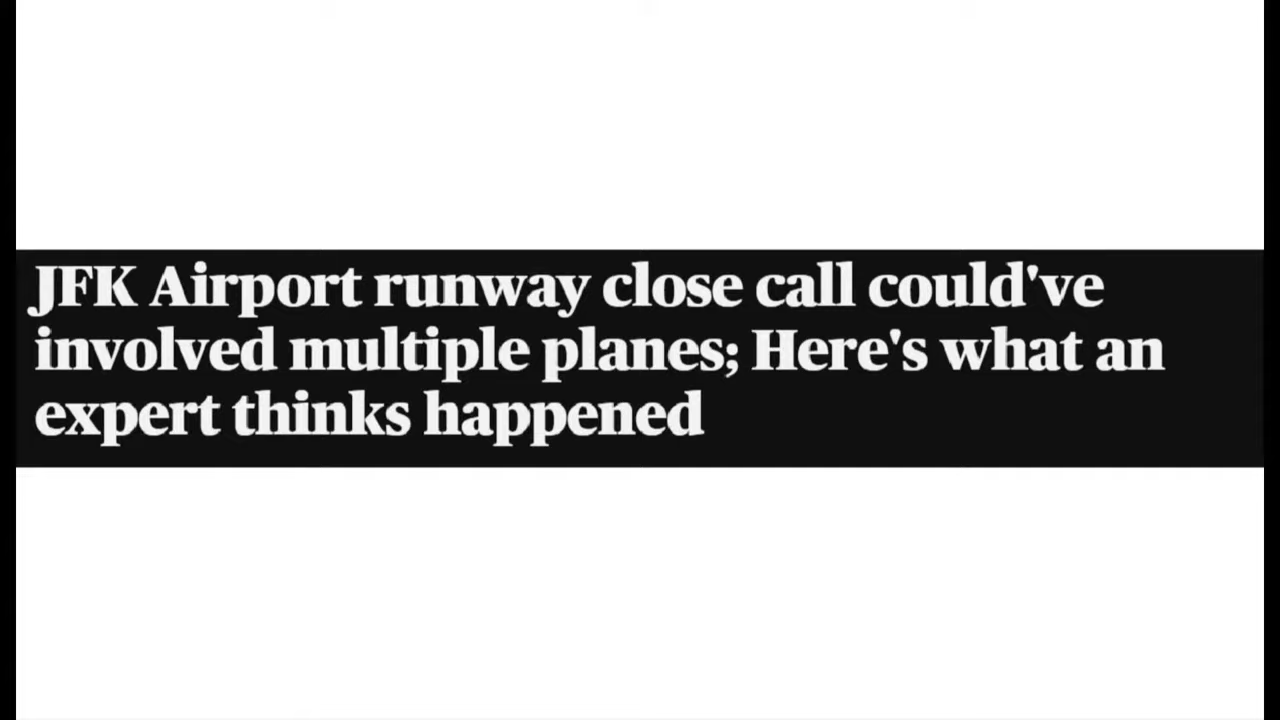 JFK Airport runway close call could've
involved multiple planes; Here's what an
expert thinks happened